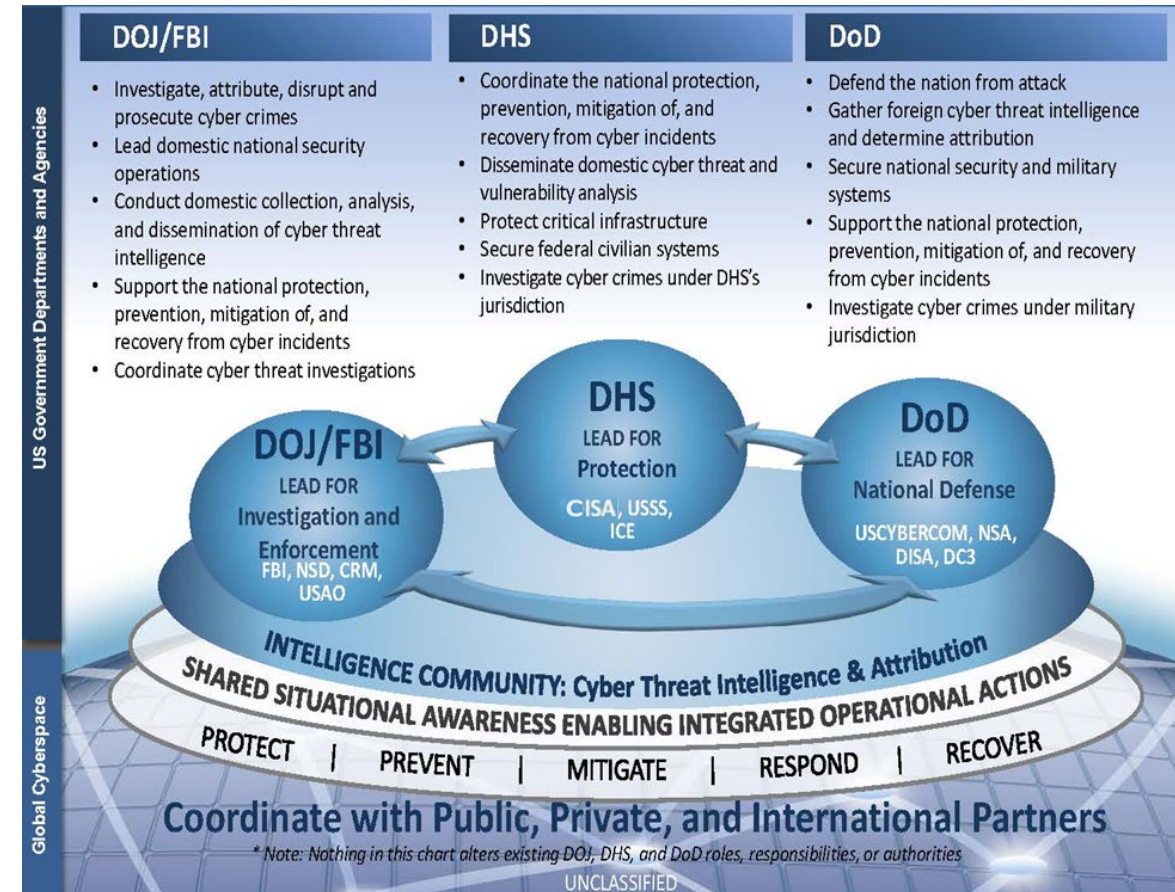 US Government Departments and Agencies
Global Cyberspace
DOJ/FBI
• Investigate, attribute, disrupt and
prosecute cyber crimes
• Lead domestic national security
operations
• Conduct domestic collection, analysis,
and dissemination of cyber threat
intelligence
• Support the national protection,
prevention, mitigation of, and
recovery from cyber incidents
• Coordinate cyber threat investigations
DHS
• Coordinate the national protection,
prevention, mitigation of, and
recovery from cyber incidents
• Disseminate domestic cyber threat and
vulnerability analysis
• Protect critical infrastructure
• Secure federal civilian systems
• Investigate cyber crimes under DHS's
jurisdiction
DoD
• Defend the nation from attack
• Gather foreign cyber threat intelligence
and determine attribution
• Secure national security and military
systems
• Support the national protection,
prevention, mitigation of, and recovery
from cyber incidents
• Investigate cyber crimes under military
jurisdiction
DOJ/FBI
LEAD FOR
Investigation and
Enforcement
FBI, NSD, CRM,
USAO
DHS
LEAD FOR
Protection
CISA, USSS,
ICE
DoD
LEAD FOR
National Defense
USCYBERCOM, NSA,
DISA, DC3
INTELLIGENCE COMMUNITY: Cyber Threat Intelligence & Attribution
SHARED SITUATIONAL AWARENESS ENABLING INTEGRATED OPERATIONAL ACTIONS
PROTECT | PREVENT | MITIGATE | RESPOND | RECOVER
Coordinate with Public, Private, and International Partners
* Note: Nothing in this chart alters existing DOJ, DHS, and DoD roles, responsibilities, or authorities
UNCLASSIFIED